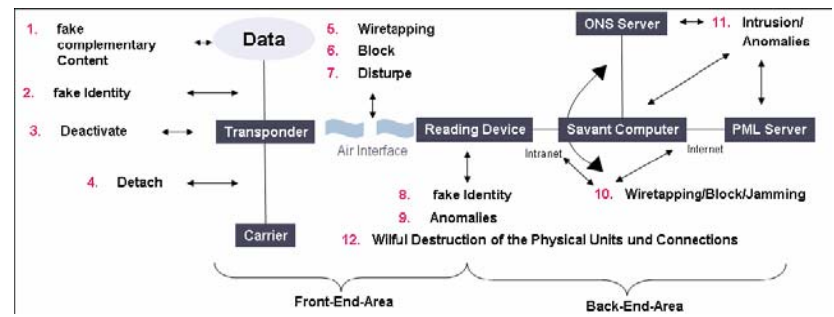 1. fake
complementary
Content
Data
5. Wiretapping
6. Block
7. Disturpe
ONS Server
11. Intrusion/
Anomalies
2. fake Identity
3. Deactivate
Transponder
Air Interface
Reading Device
Savant Computer
PML Server
Intranet
Internet
4. Detach
8. fake Identity
9. Anomalies
10. Wiretapping/Block/Jamming
Carrier
12. Wilful Destruction of the Physical Units und Connections
Front-End-Area
Back-End-Area